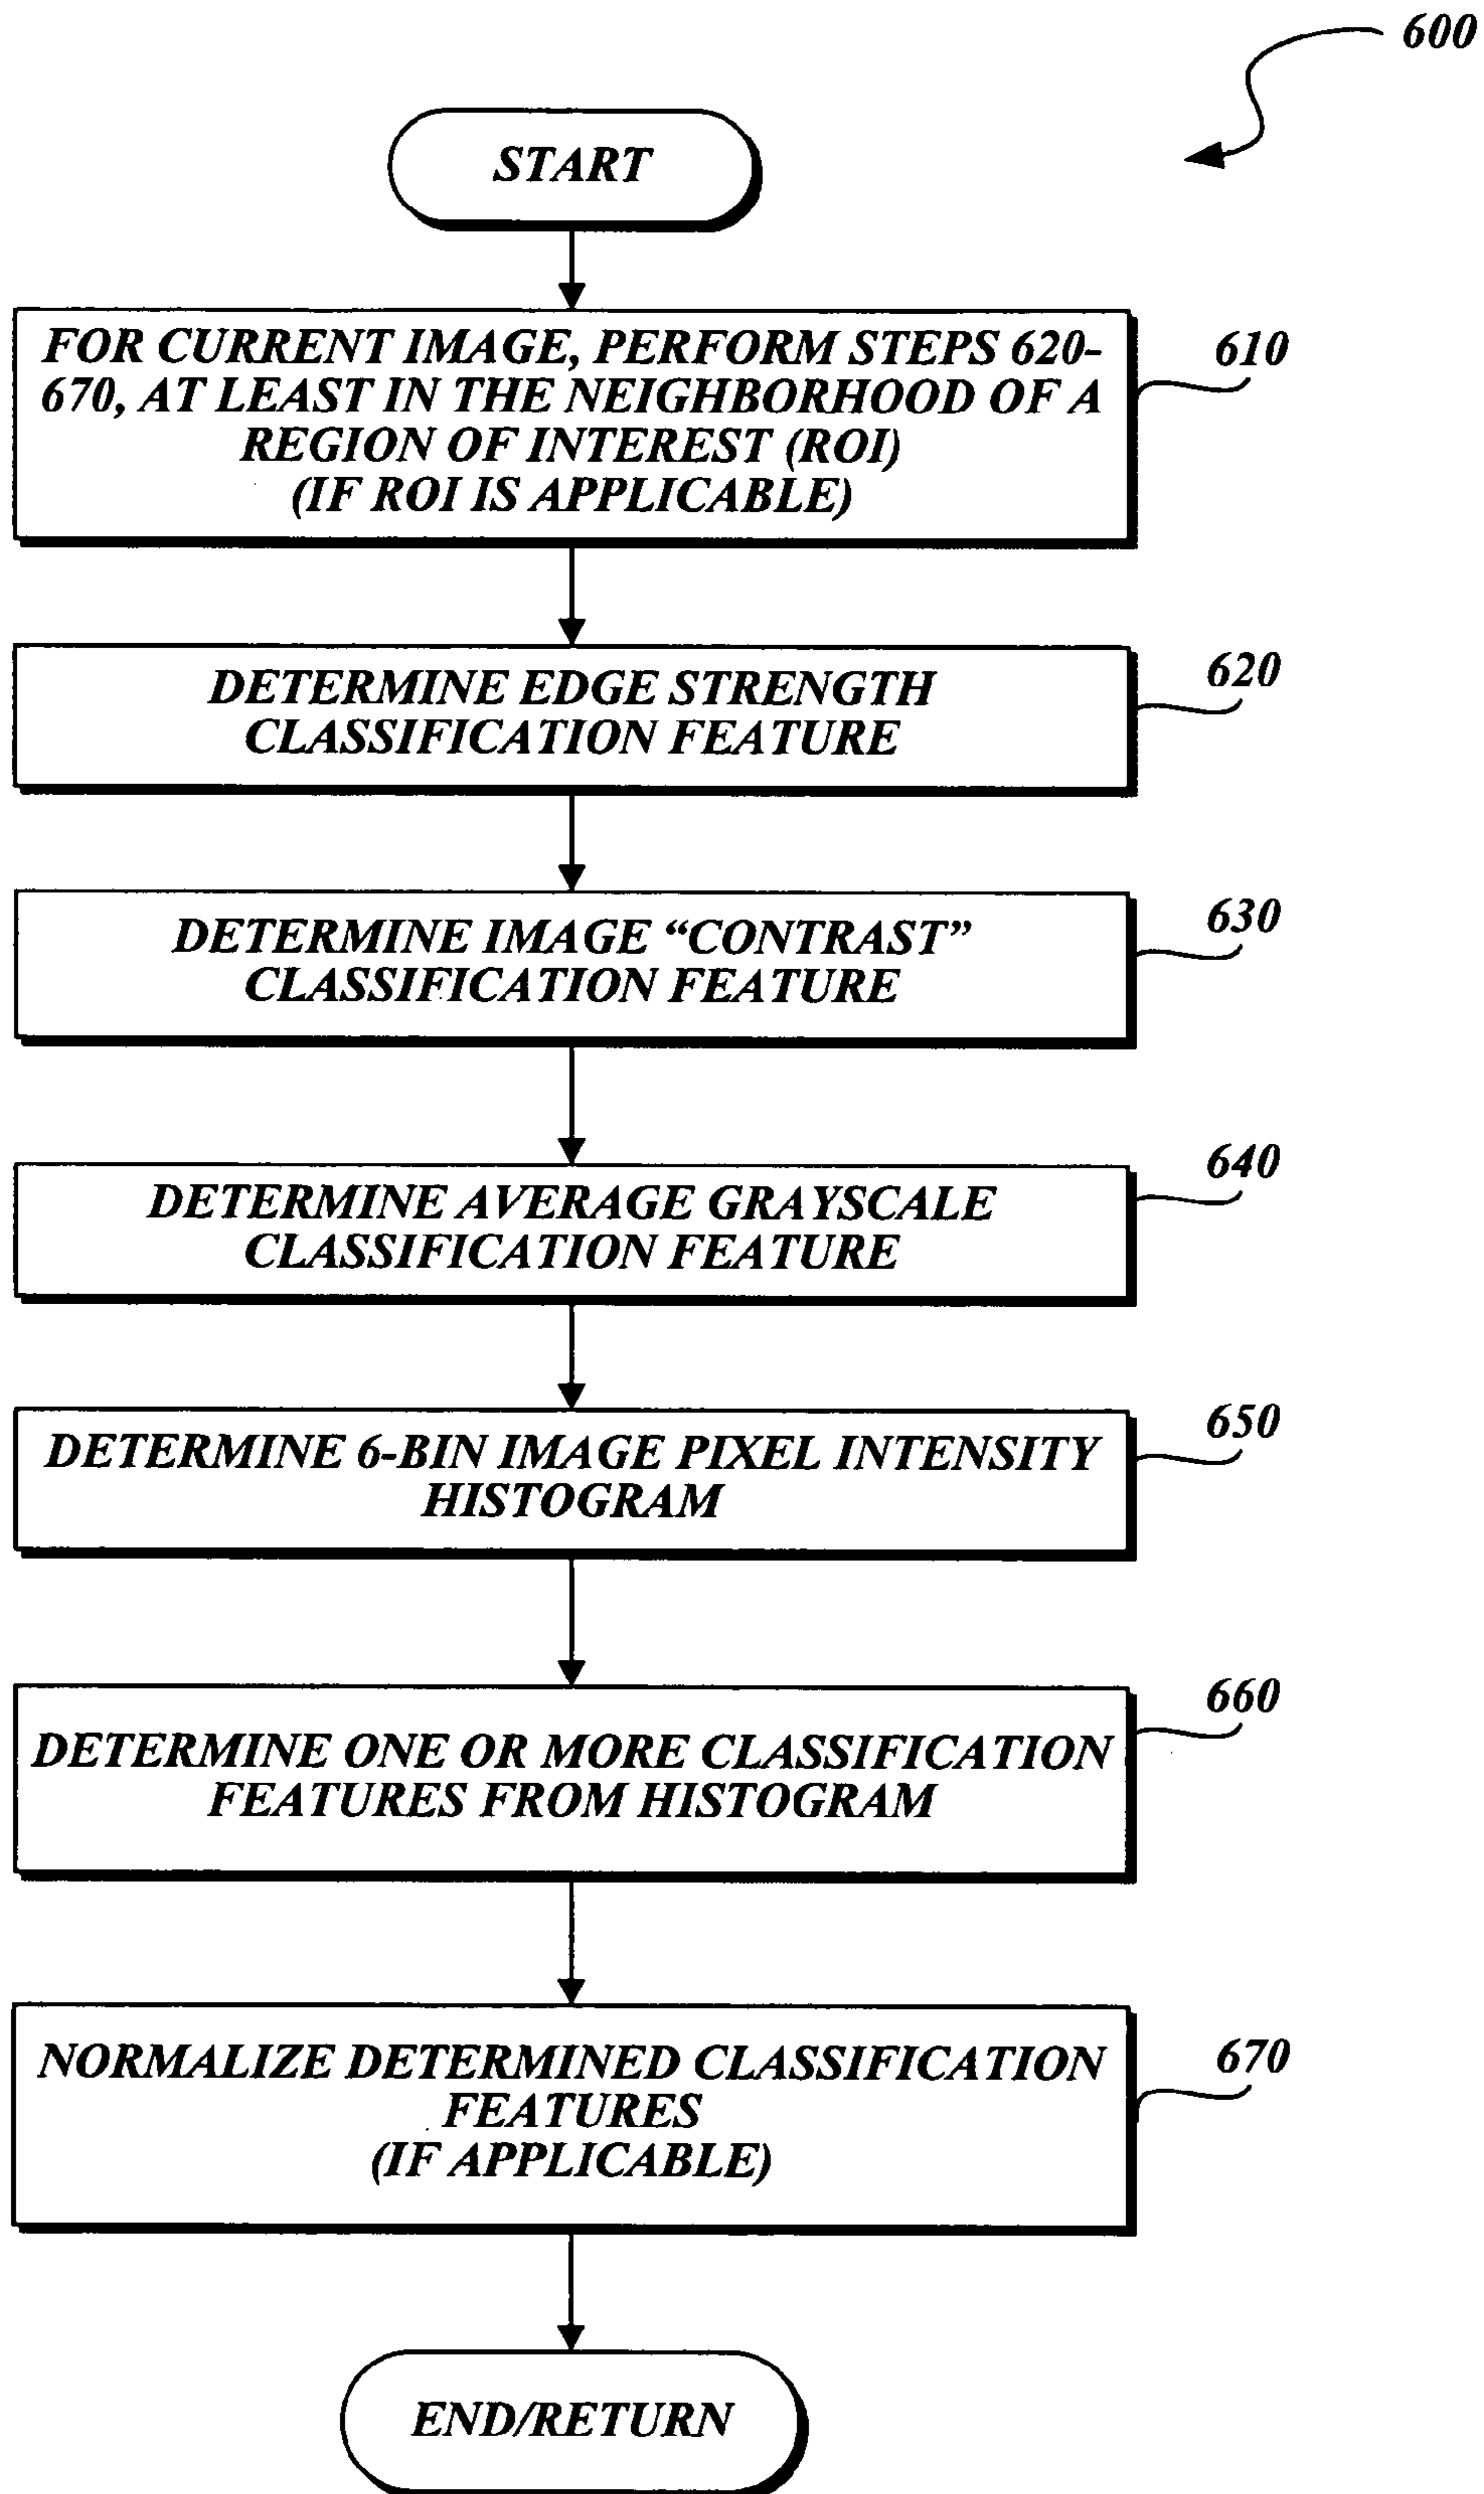 600
START
FOR CURRENT IMAGE, PERFORM STEPS 620-
670, AT LEAST IN THE NEIGHBORHOOD OF A
REGION OF INTEREST (ROI)
(IF ROI IS APPLICABLE)
610
DETERMINE EDGE STRENGTH
CLASSIFICATION FEATURE
620
DETERMINE IMAGE “CONTRAST”
CLASSIFICATION FEATURE
630
DETERMINE AVERAGE GRAYSCALE
CLASSIFICATION FEATURE
640
DETERMINE 6-BIN IMAGE PIXEL INTENSITY
HISTOGRAM
650
DETERMINE ONE OR MORE CLASSIFICATION
FEATURES FROM HISTOGRAM
660
NORMALIZE DETERMINED CLASSIFICATION
FEATURES
(IF APPLICABLE)
670
END/RETURN